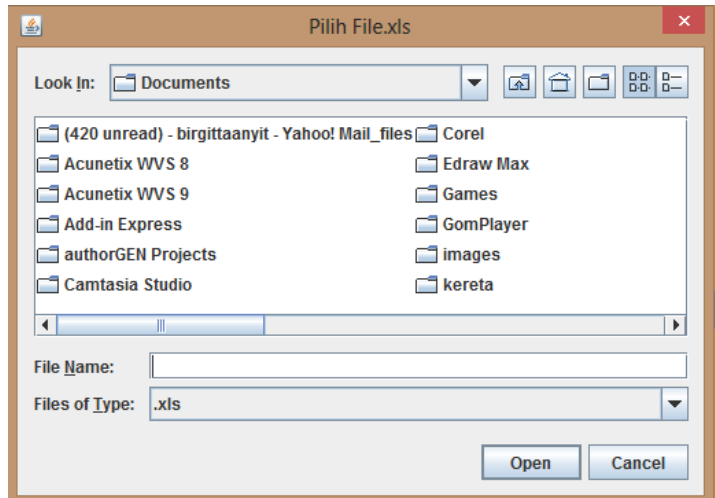 Pilih File.xls
Look In: Documents
(420 unread) - birgittaanyit - Yahoo! Mail_files Corel
Acunetix WVS 8 Edraw Max
Acunetix WVS 9 Games
Add-in Express GomPlayer
authorGEN Projects images
Camtasia Studio kereta
File Name:
Files of Type: .xls
Open Cancel